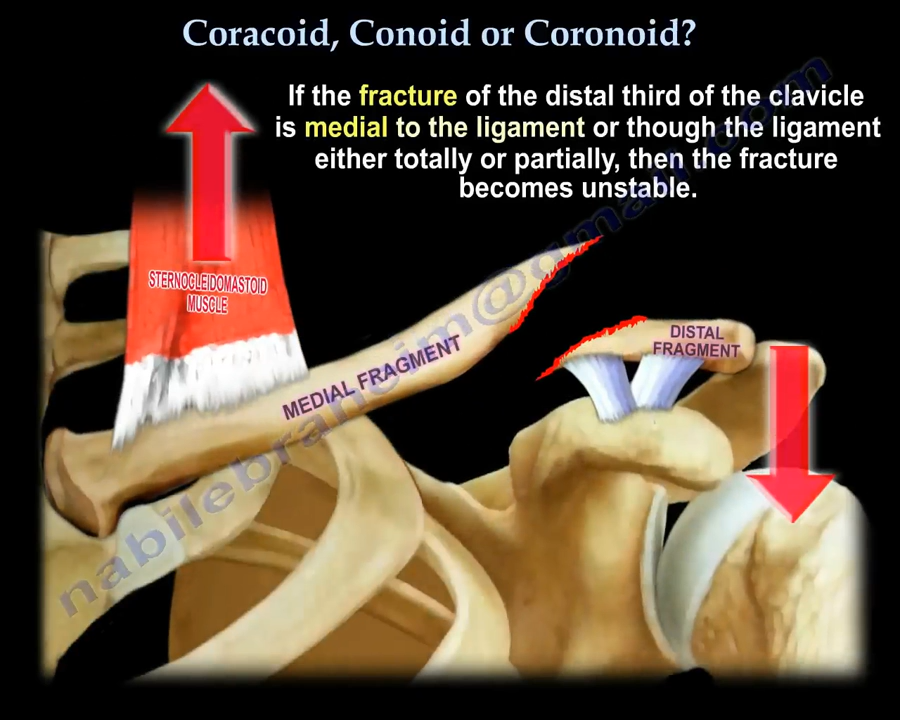 Coracoid, Conoid or Coronoid?
If the fracture of the distal third of the clavicle
is medial to the ligament or though the ligament
either totally or partially, then the fracture
becomes unstable.
STERNOCLEIDOMASTOID
MUSCLE
MEDIAL FRAGMENT
DISTAL
FRAGMENT
nabilebraheim@gmail.com